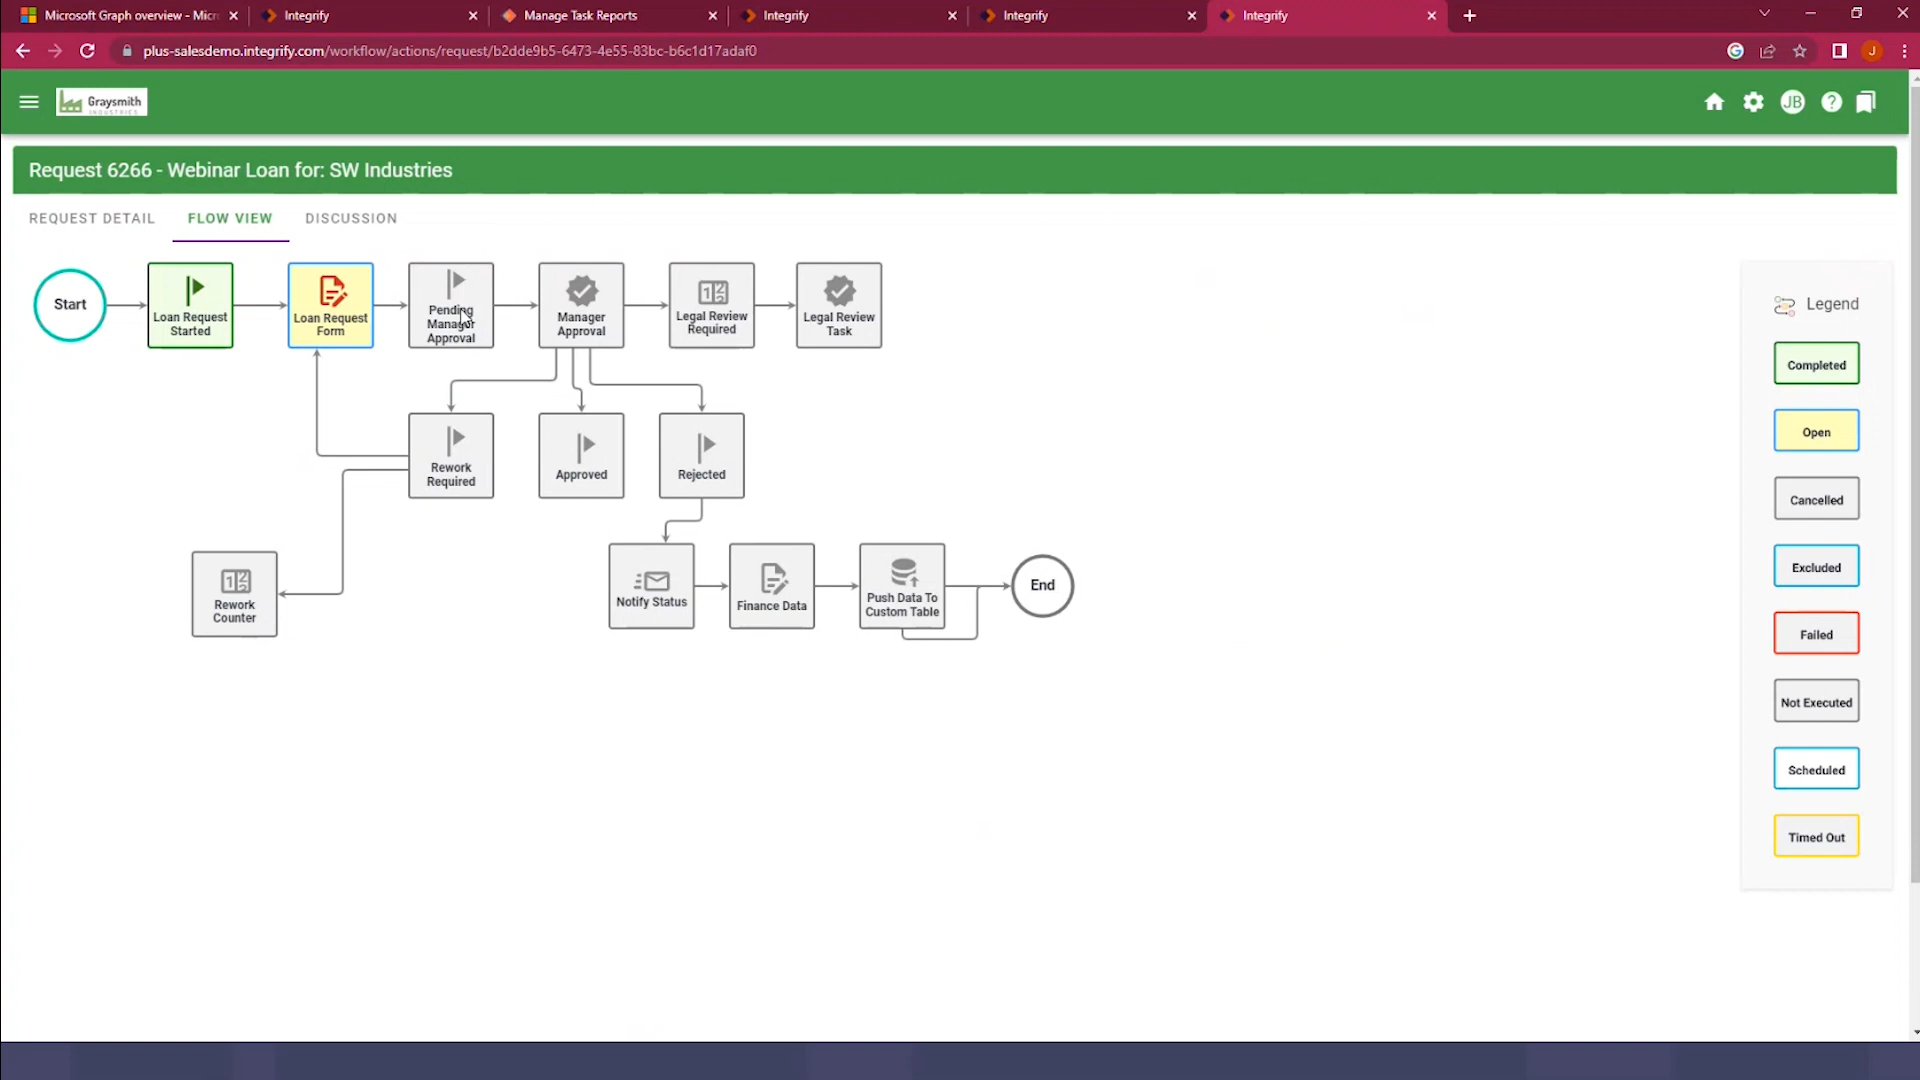 Microsoft Graph overview - Micr
Integrify
Manage Task Reports
Integrify
Integrify
Integrify
plus-salesdemo.integrify.com/workflow/actions/request/b2dde9b5-6473-4e55-83bc-b6c1d17adaf0
J
Graysmith
INDUSTRIES
JB
?
Request 6266 - Webinar Loan for: SW Industries
REQUEST DETAIL
FLOW VIEW
DISCUSSION
Start
Loan Request
Started
Loan Request
Form
Pending
Manager
Approval
Manager
Approval
Legal Review
Required
Legal Review
Task
Rework
Required
Approved
Rejected
Rework
Counter
Notify Status
Finance Data
Push Data To
Custom Table
End
Legend
Completed
Open
Cancelled
Excluded
Failed
Not Executed
Scheduled
Timed Out